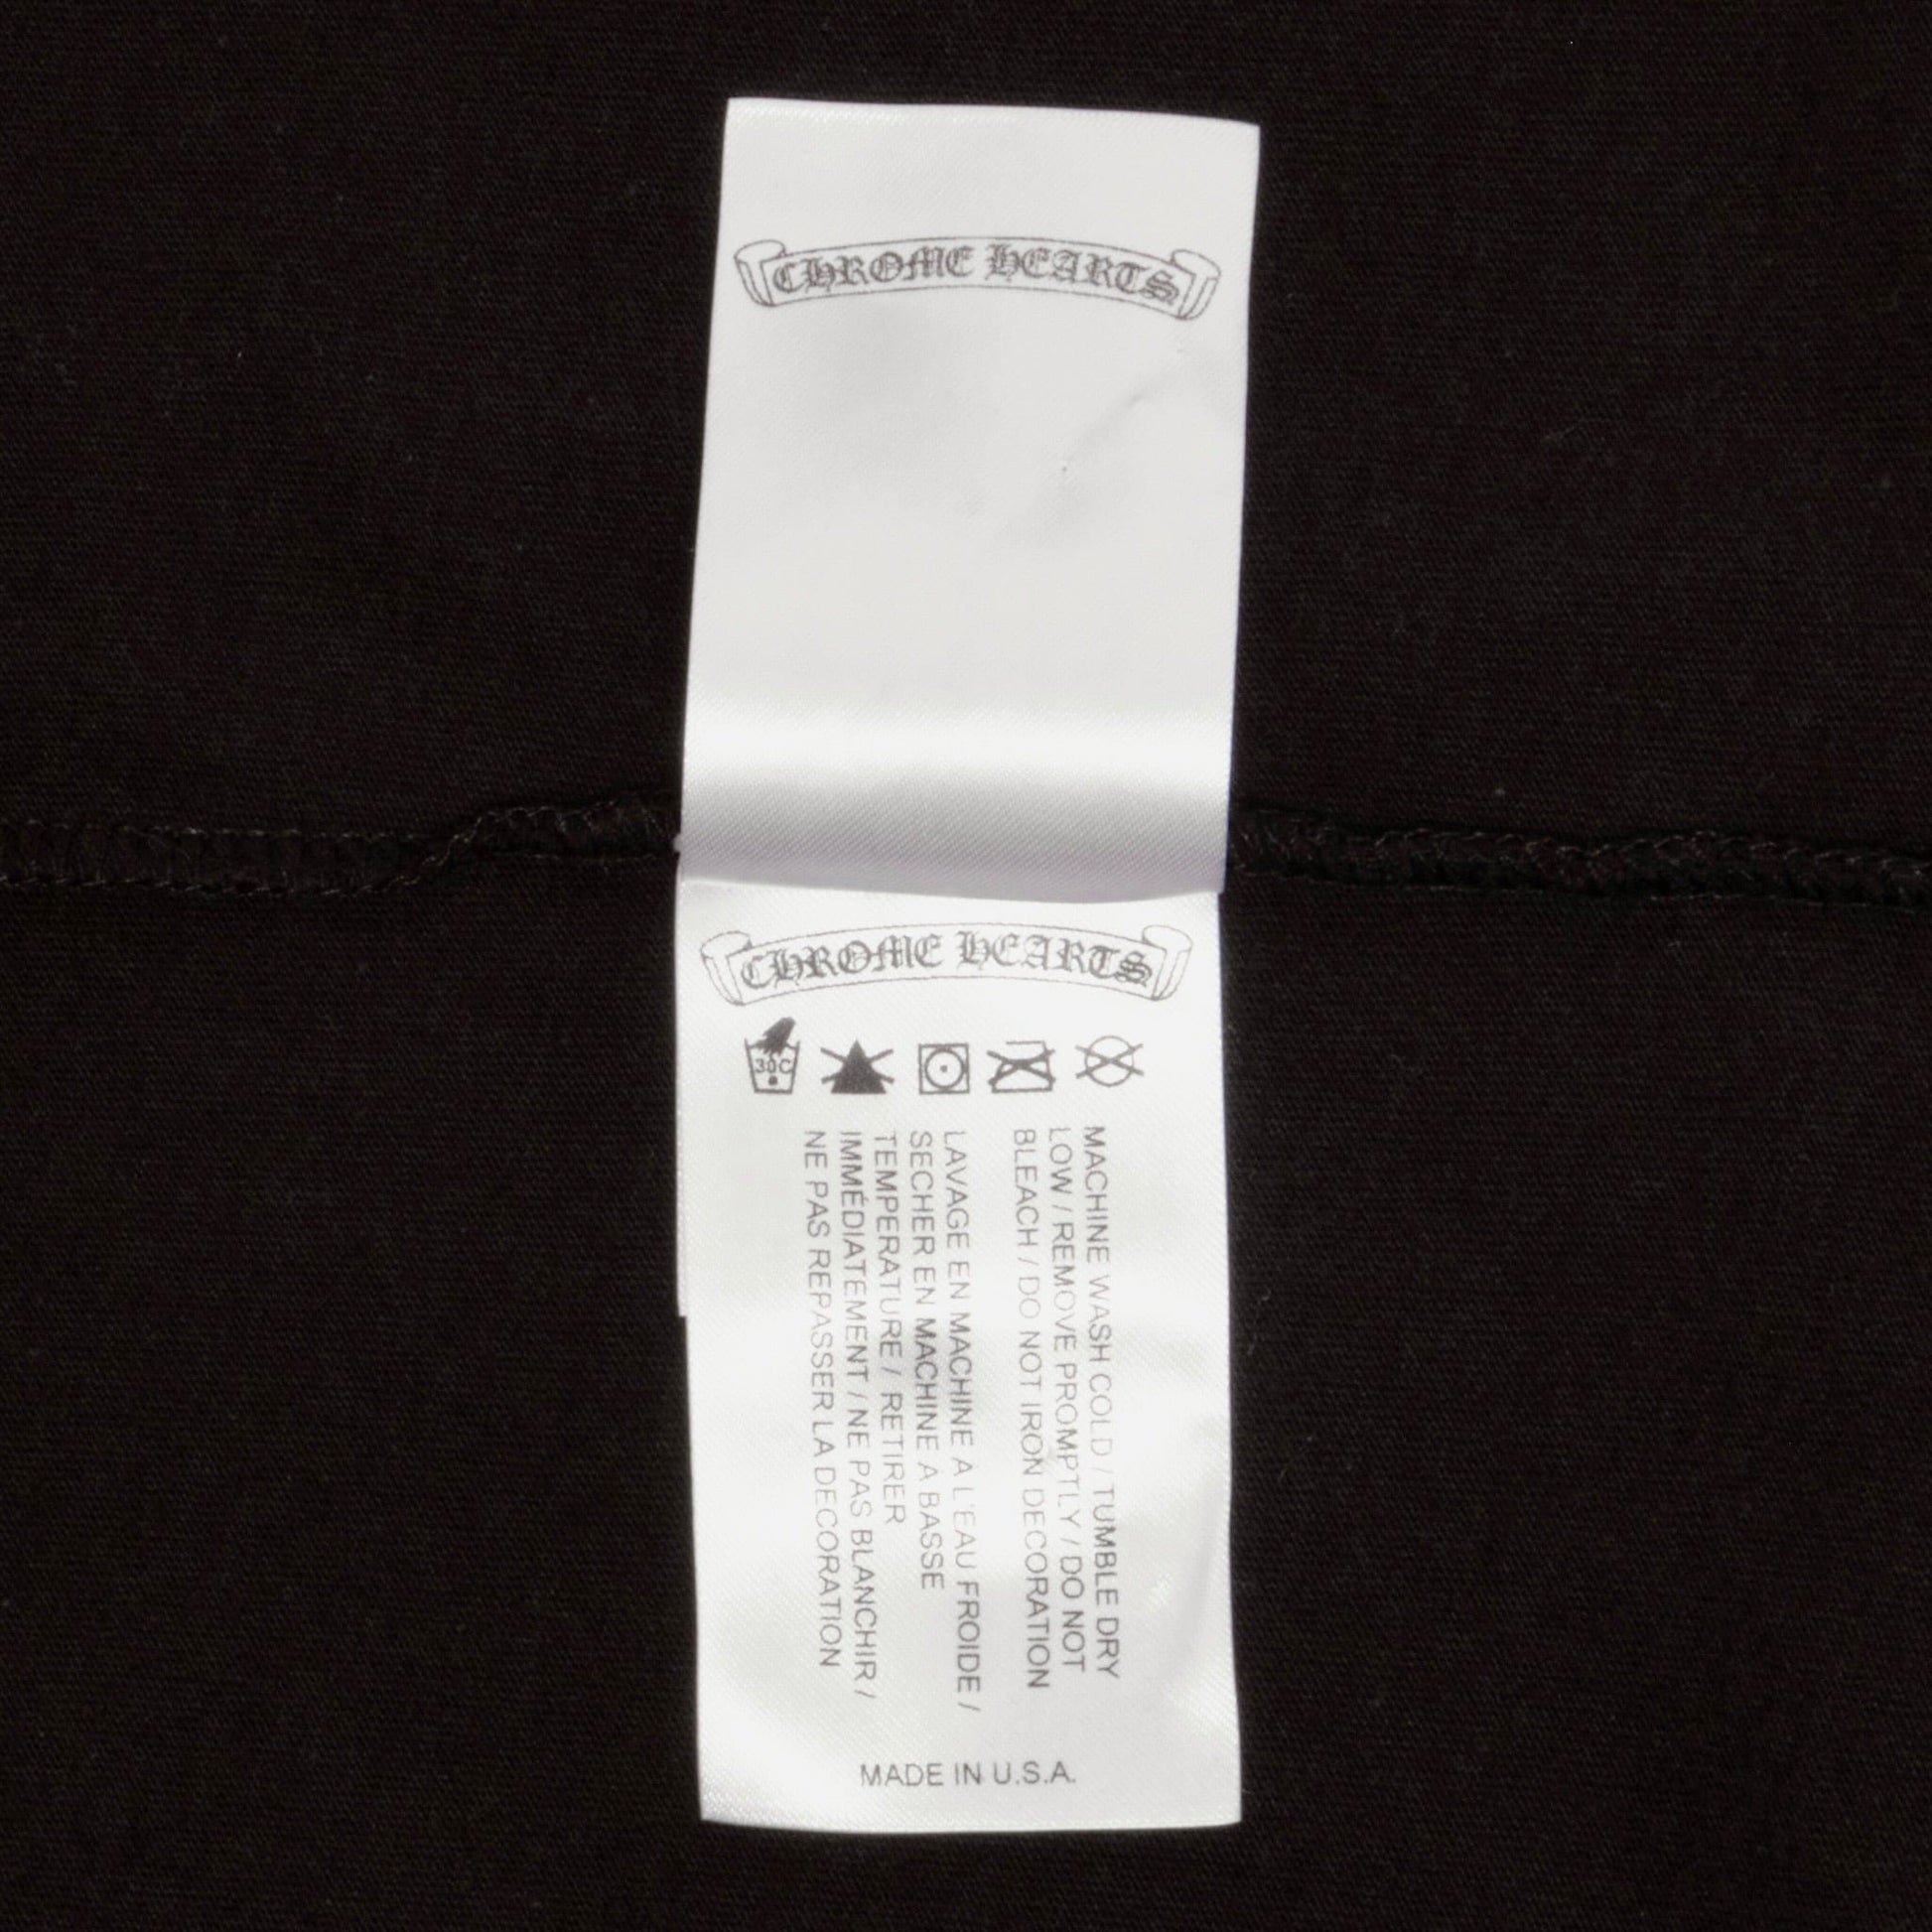 CHROME HEARTS
CHROME HEARTS
30C
MACHINE WASH COLD / TUMBLE DRY
LOW / REMOVE PROMPTLY / DO NOT
BLEACH / DO NOT IRON DECORATION
LAVAGE EN MACHINE A L'EAU FROIDE /
SECHER EN MACHINE A BASSE
TEMPERATURE / RETIRER
IMMÉDIATEMENT / NE PAS BLANCHIR /
NE PAS REPASSER LA DECORATION
MADE IN U.S.A.